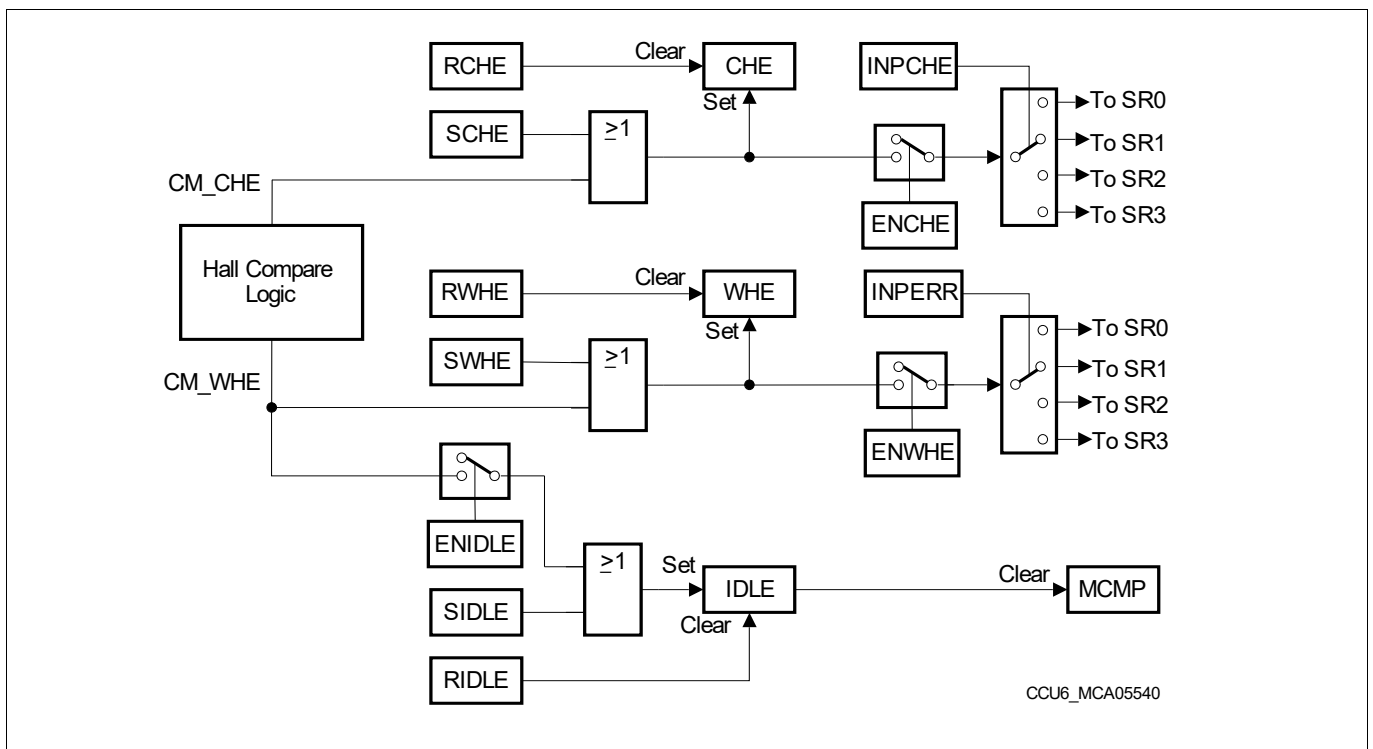 RCHE
Clear
CHE
INPCHE
Set
To SR0
SCHE
≥1
To SR1
CM_CHE
To SR2
ENCHE
To SR3
Hall Compare
Logic
RWHE
Clear
WHE
INPERR
Set
To SR0
SWHE
≥1
To SR1
CM_WHE
To SR2
ENWHE
To SR3
ENIDLE
≥1
Set
IDLE
Clear
MCMP
SIDLE
Clear
RIDLE
CCU6_MCA05540